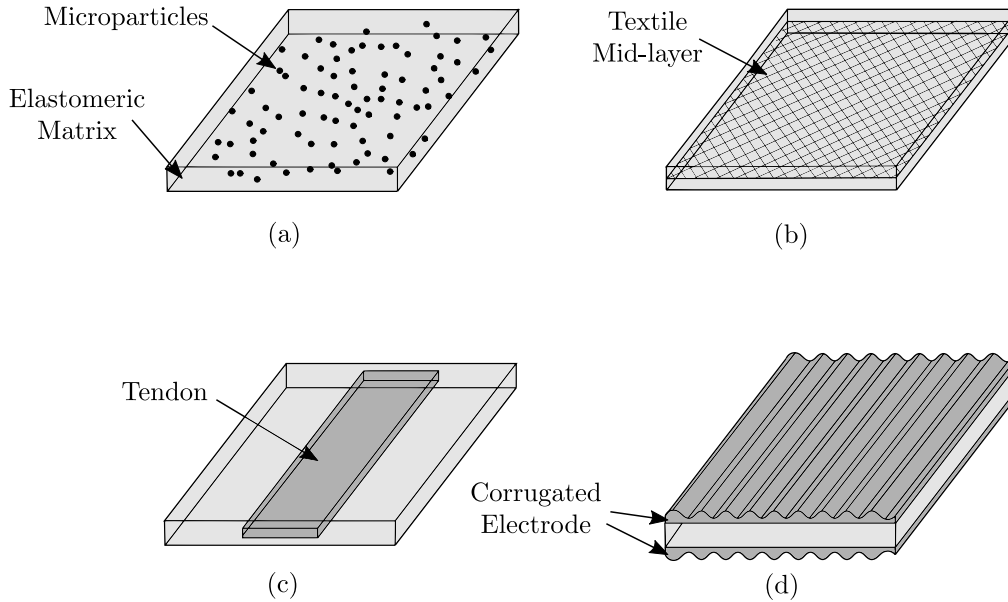 Microparticles
Elastomeric
Matrix
(a)
Textile
Mid-layer
(b)
Tendon
(c)
Corrugated
Electrode
(d)